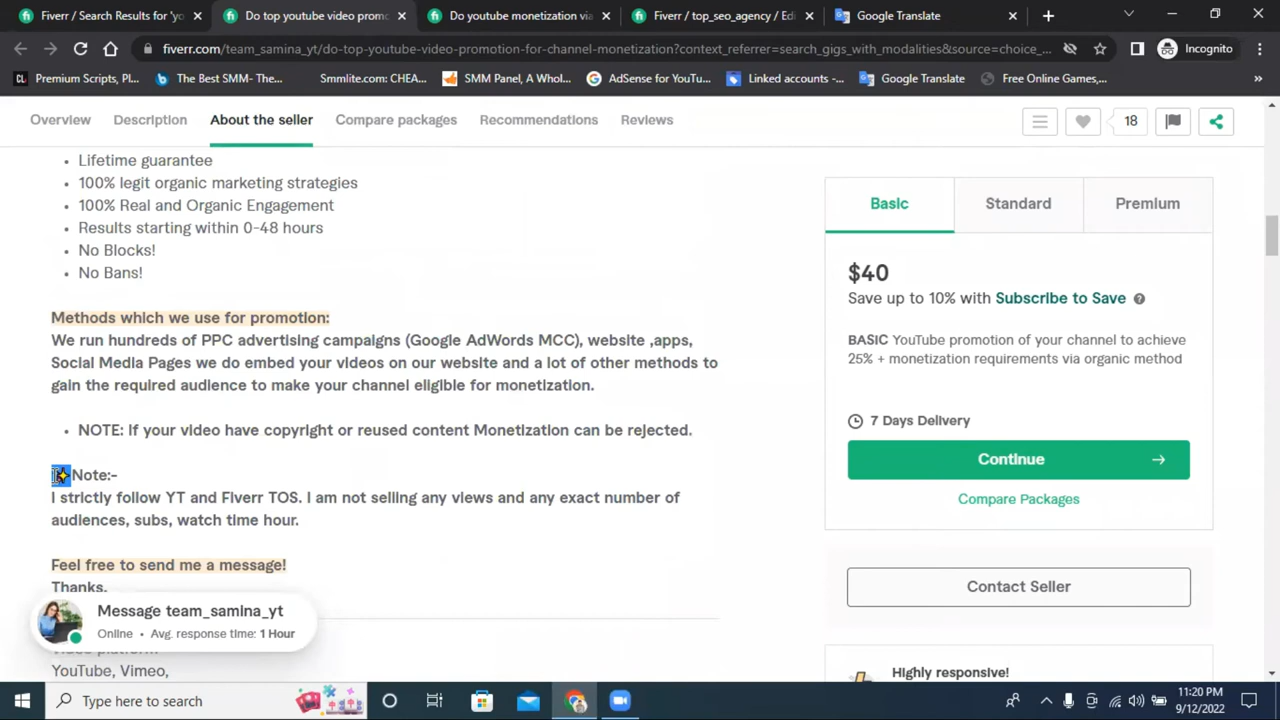 Fiverr / Search Results for 'yo
Do top youtube video promo
Do youtube monetization via
Fiverr / top_seo_agency / Edi
Google Translate
fiverr.com/team_samina_yt/do-top-youtube-video-promotion-for-channel-monetization?context_referrer=search_gigs_with_modalities&source=choice_...
Incognito
Premium Scripts, Pl...
The Best SMM- The...
Smmlite.com: CHEA...
SMM Panel, A Whol...
AdSense for YouTu...
Linked accounts -...
Google Translate
Free Online Games,...
Overview
Description
About the seller
Compare packages
Recommendations
Reviews
18
Lifetime guarantee
100% legit organic marketing strategies
100% Real and Organic Engagement
Results starting within 0-48 hours
No Blocks!
No Bans!
Methods which we use for promotion:
We run hundreds of PPC advertising campaigns (Google AdWords MCC), website ,apps,
Social Media Pages we do embed your videos on our website and a lot of other methods to
gain the required audience to make your channel eligible for monetization.
NOTE: If your video have copyright or reused content Monetization can be rejected.
Note:-
I strictly follow YT and Fiverr TOS. I am not selling any views and any exact number of
audiences, subs, watch time hour.
Feel free to send me a message!
Thanks.
Message team_samina_yt
Online • Avg. response time: 1 Hour
YouTube, Vimeo,
Basic
Standard
Premium
$40
Save up to 10% with Subscribe to Save
BASIC YouTube promotion of your channel to achieve
25% + monetization requirements via organic method
7 Days Delivery
Continue
Compare Packages
Contact Seller
Highly responsive!
Type here to search
11:20 PM
9/12/2022